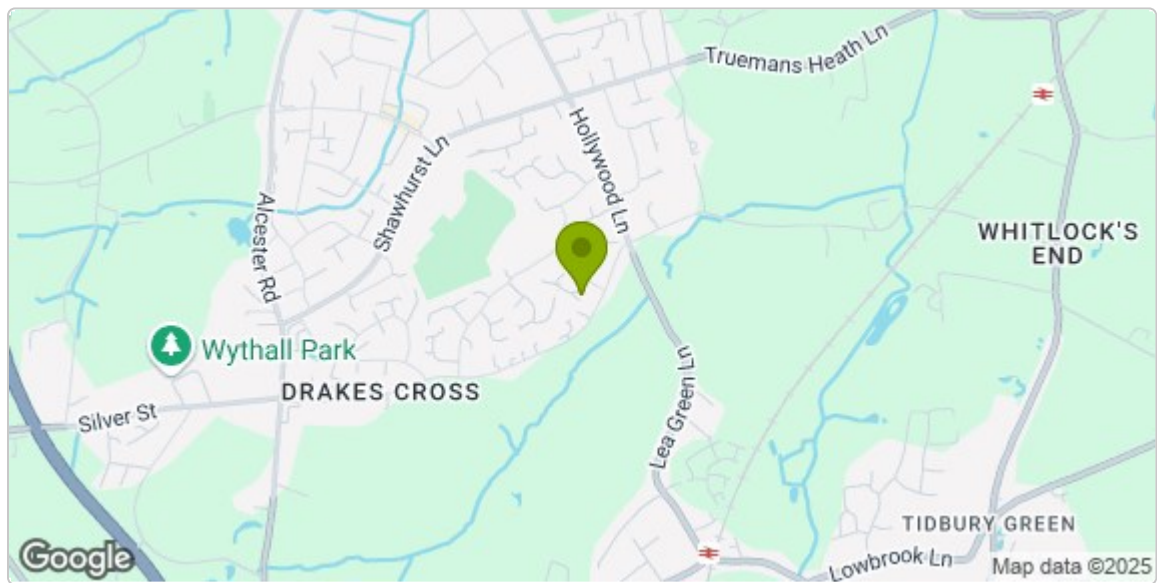 Truemans Heath Ln
Hollywood Ln
Shawhurst Ln
Alcester Rd
WHITLOCK'S
END
Wythall Park
DRAKES CROSS
Silver St
Lea Green Ln
TIDBURY GREEN
Lowbrook Ln
Google
Map data ©2025